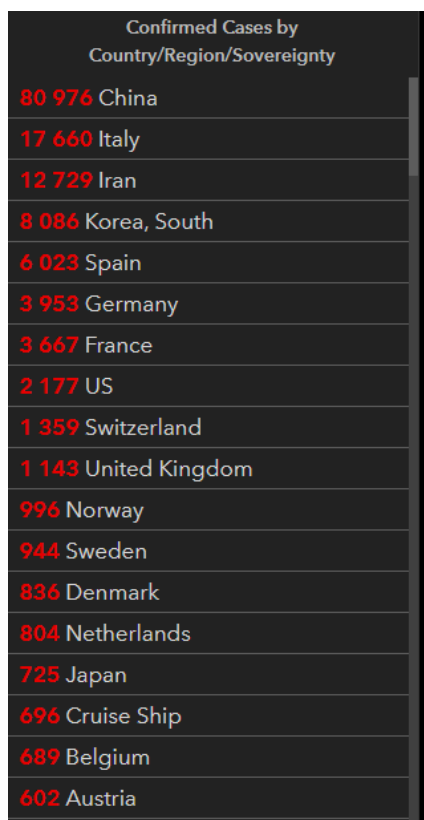 Confirmed Cases by
Country/Region/Sovereignty
80 976 China
17 660 Italy
12 729 Iran
8 086 Korea, South
6 023 Spain
3 953 Germany
3 667 France
2 177 US
1 359 Switzerland
1 143 United Kingdom
996 Norway
944 Sweden
836 Denmark
804 Netherlands
725 Japan
696 Cruise Ship
689 Belgium
602 Austria